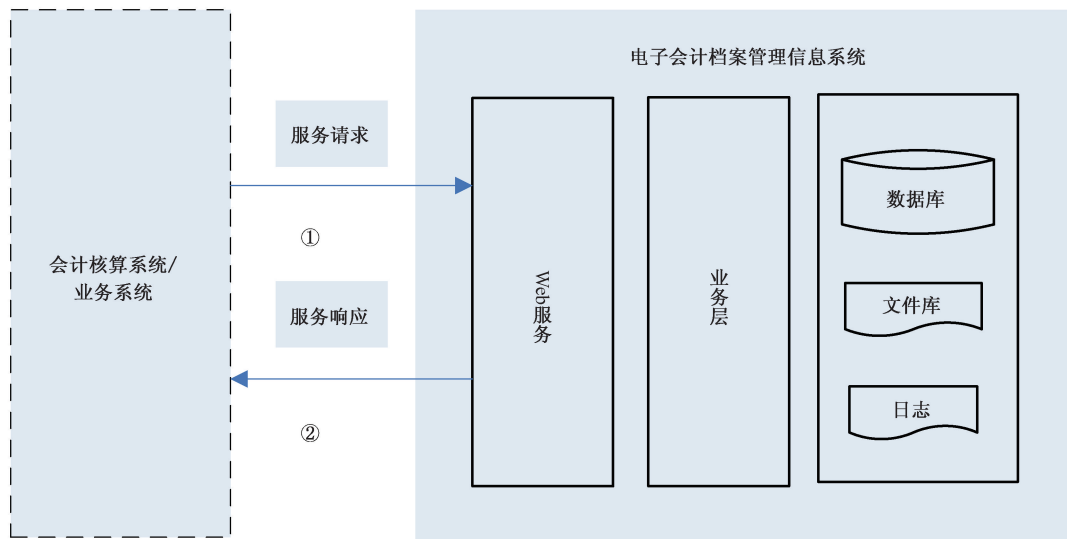 电子会计档案管理信息系统
服务请求
①
会计核算系统/
业务系统
服务响应
②
Web服务
业务层
数据库
文件库
日志